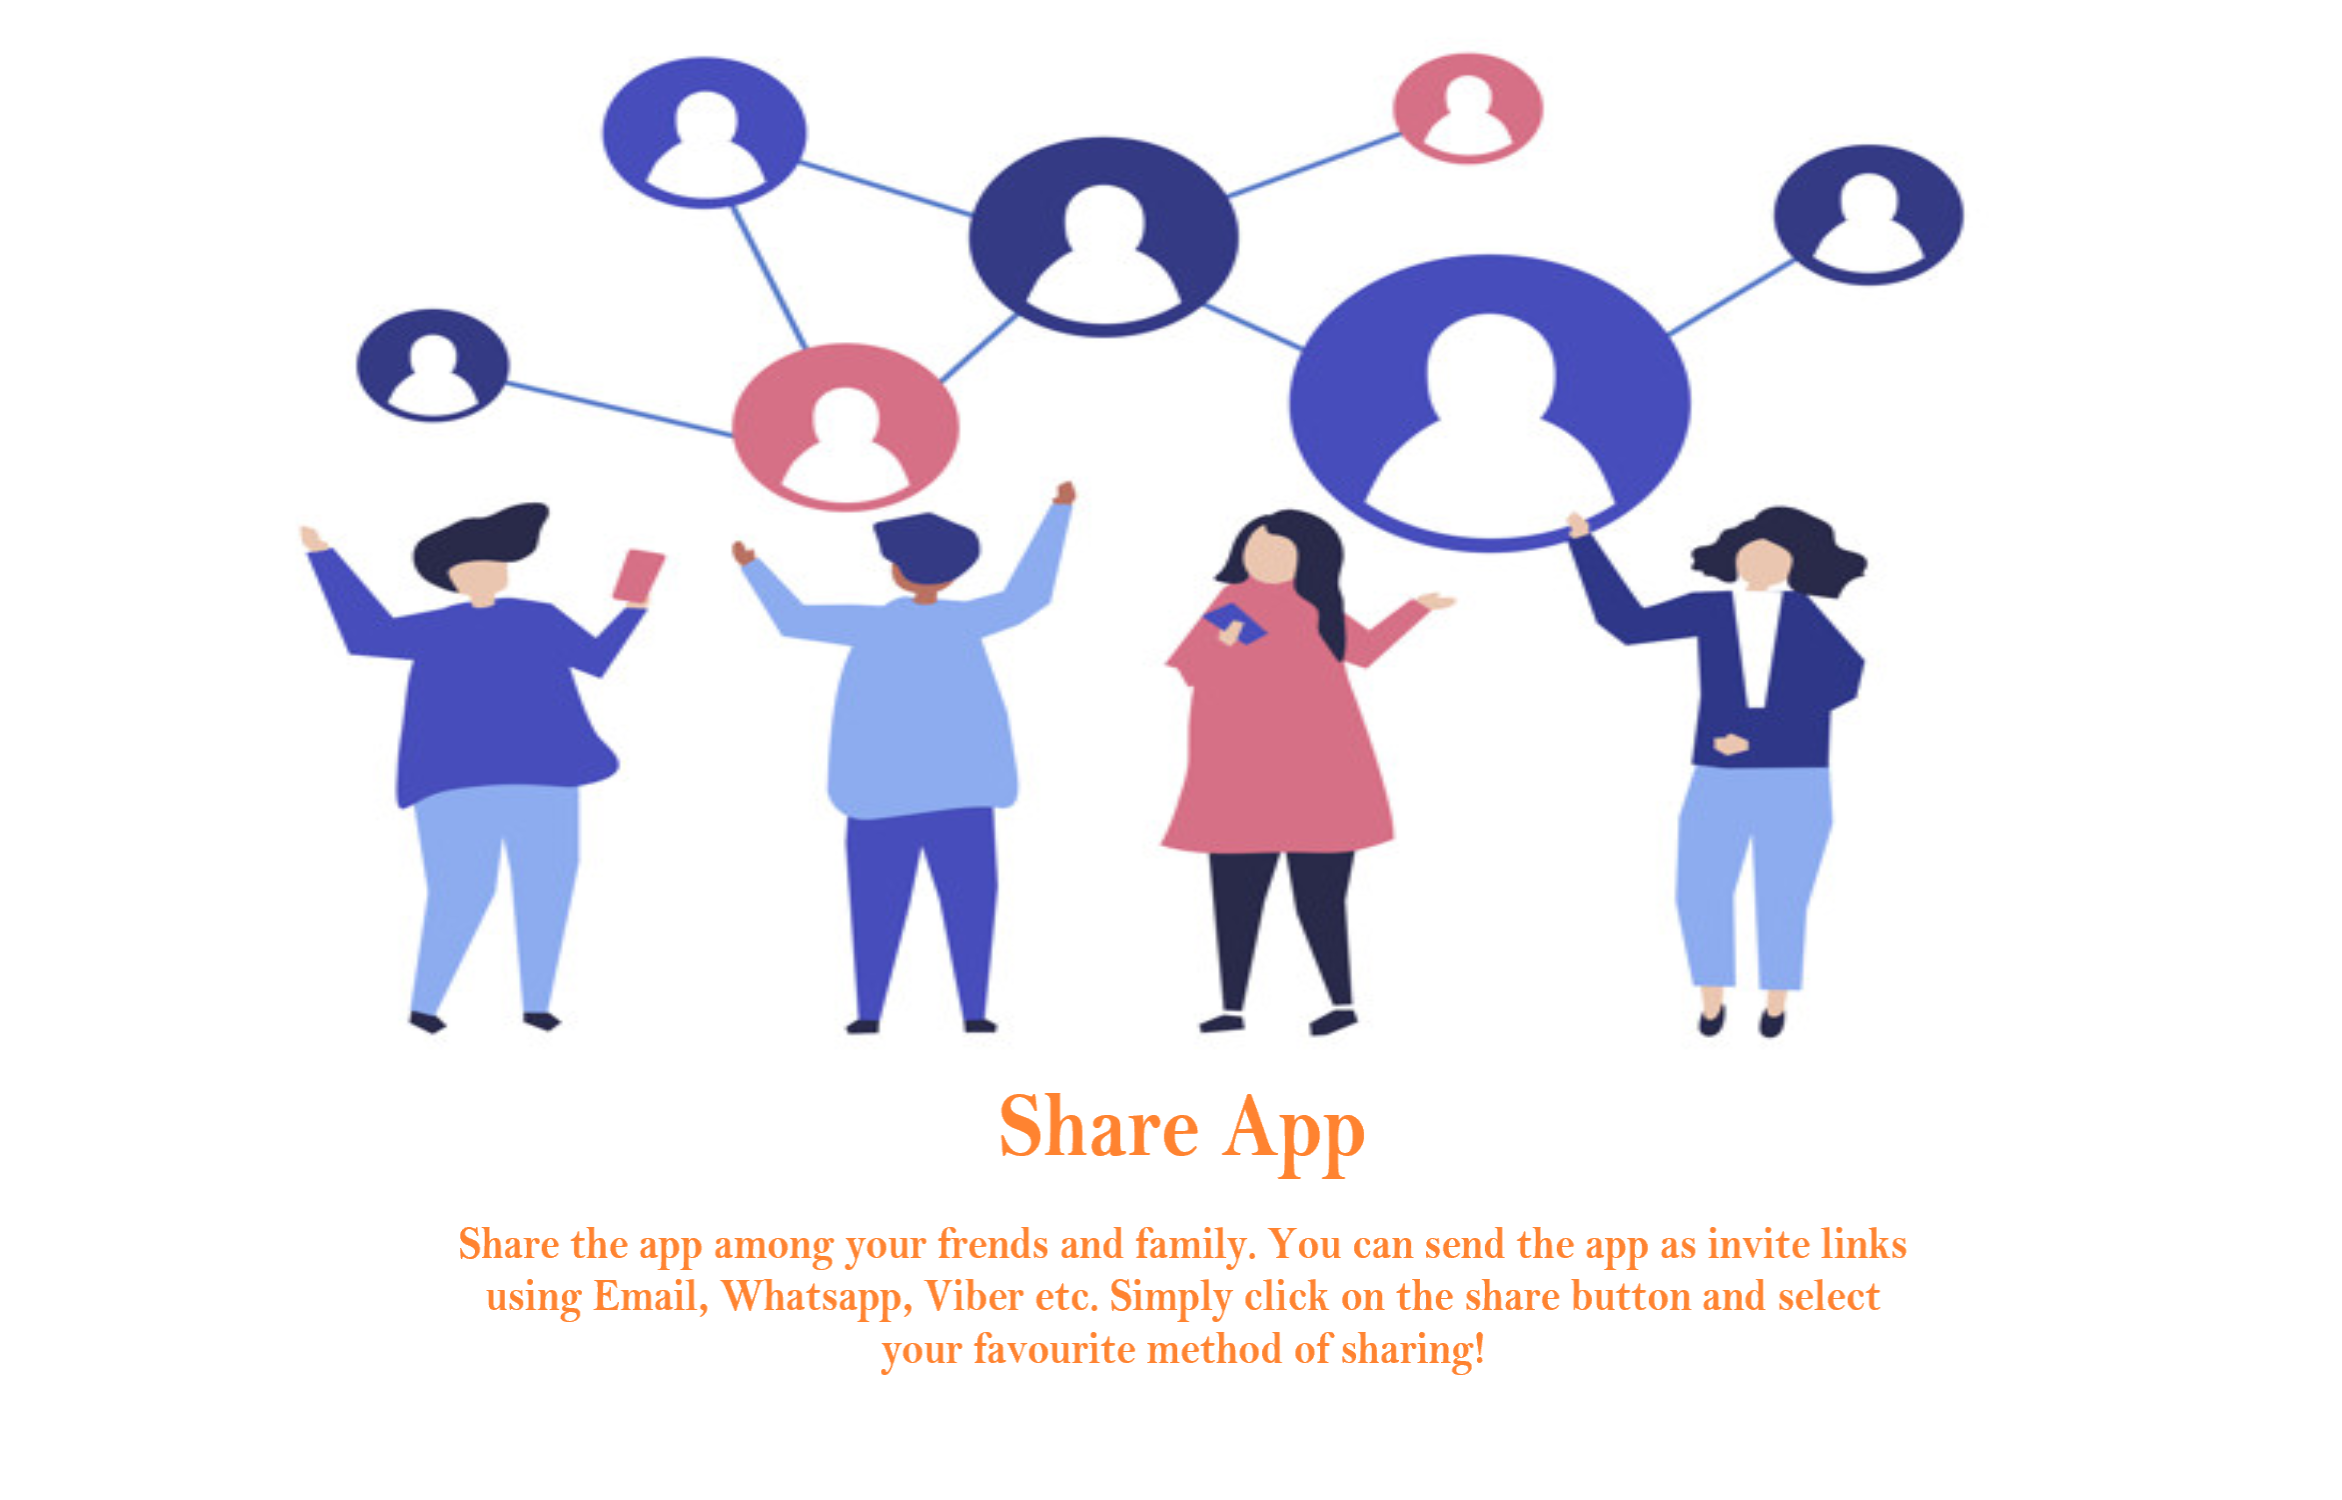 Share App
Share the app among your frends and family. You can send the app as invite links
using Email, Whatsapp, Viber etc. Simply click on the share button and select
your favourite method of sharing!